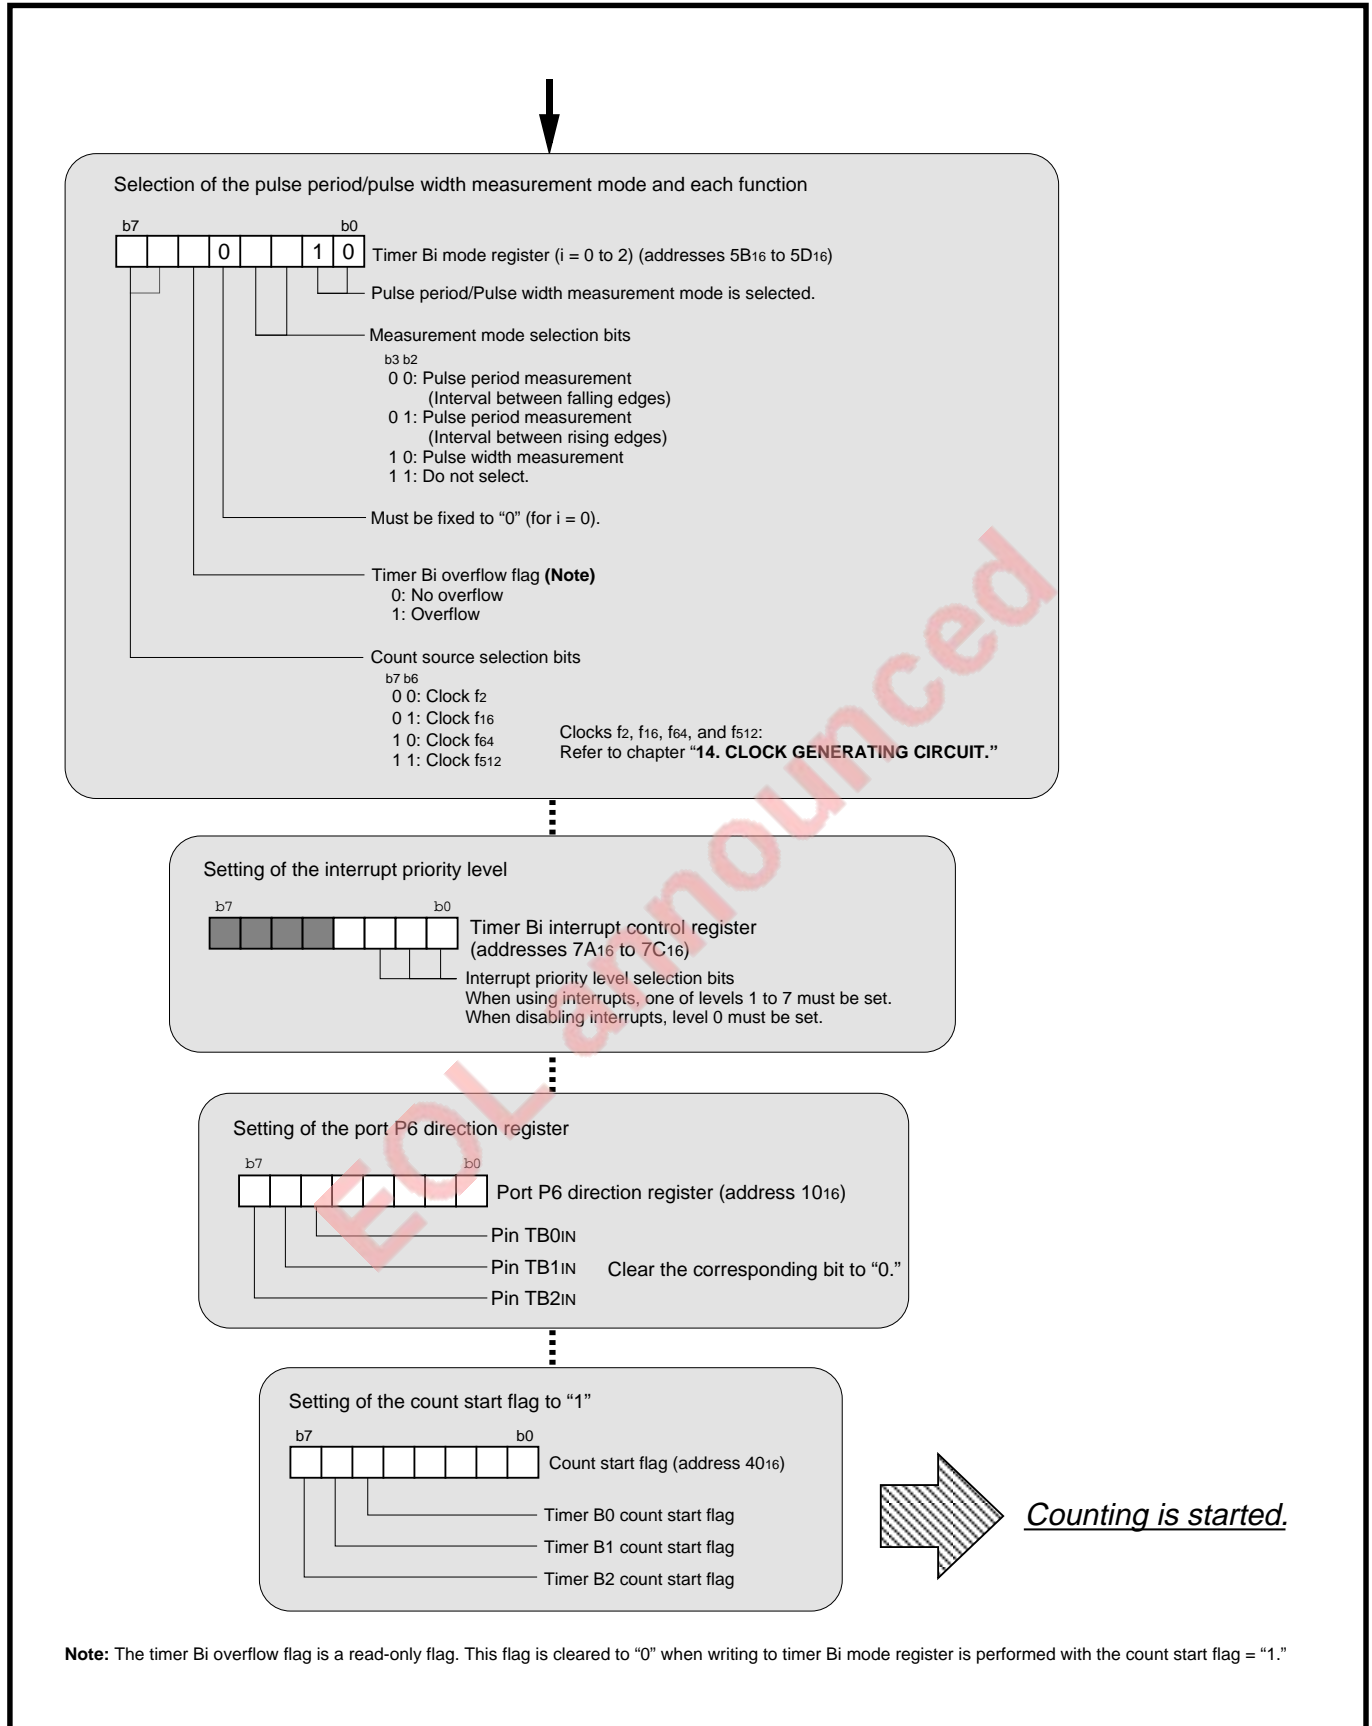 Selection of the pulse period/pulse width measurement mode and each function
b7 b0
0 1 0 Timer Bi mode register (i = 0 to 2) (addresses 5B16 to 5D16)
Pulse period/Pulse width measurement mode is selected.
Measurement mode selection bits
b3 b2
0 0: Pulse period measurement
(Interval between falling edges)
0 1: Pulse period measurement
(Interval between rising edges)
1 0: Pulse width measurement
1 1: Do not select.
Must be fixed to “0” (for i = 0).
Timer Bi overflow flag (Note)
0: No overflow
1: Overflow
Count source selection bits
b7 b6
0 0: Clock f2
0 1: Clock f16
1 0: Clock f64
1 1: Clock f512
Clocks f2, f16, f64, and f512:
Refer to chapter “14. CLOCK GENERATING CIRCUIT.”
Setting of the interrupt priority level
b7 b0
Timer Bi interrupt control register
(addresses 7A16 to 7C16)
Interrupt priority level selection bits
When using interrupts, one of levels 1 to 7 must be set.
When disabling interrupts, level 0 must be set.
Setting of the port P6 direction register
b7 b0
Port P6 direction register (address 1016)
Pin TB0IN
Pin TB1IN Clear the corresponding bit to “0.”
Pin TB2IN
Setting of the count start flag to “1”
b7 b0
Count start flag (address 4016)
Timer B0 count start flag
Timer B1 count start flag
Timer B2 count start flag
Counting is started.
Note: The timer Bi overflow flag is a read-only flag. This flag is cleared to “0” when writing to timer Bi mode register is performed with the count start flag = “1.”
EOL announced